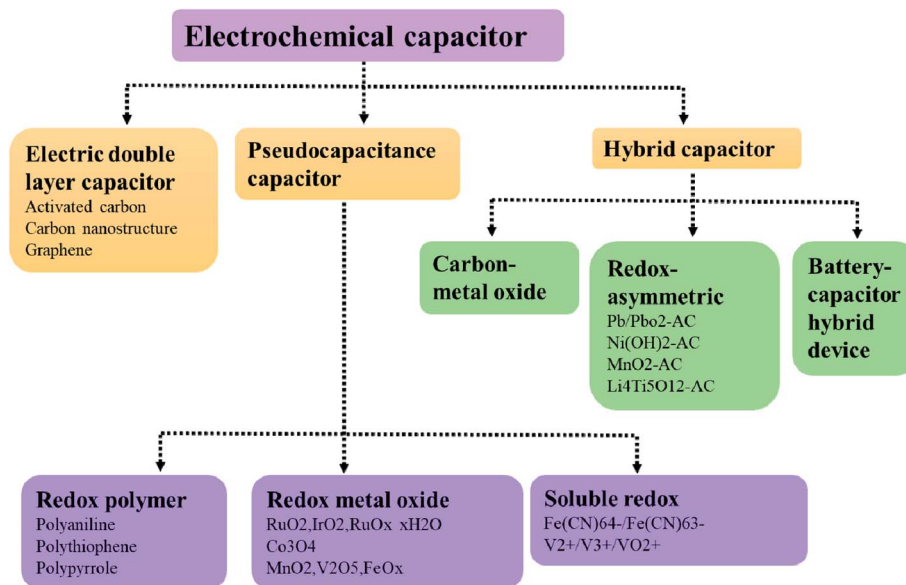 Electrochemical capacitor
Electric double
layer capacitor
Activated carbon
Carbon nanostructure
Graphene
Pseudocapacitance
capacitor
Hybrid capacitor
Carbon-
metal oxide
Redox-
asymmetric
Pb/Pbo2-AC
Ni(OH)2-AC
MnO2-AC
Li4Ti5O12-AC
Battery-
capacitor
hybrid
device
Redox polymer
Polyaniline
Polythiophene
Polypyrrole
Redox metal oxide
RuO2,IrO2,RuOx xH2O
Co3O4
MnO2,V2O5,FeOx
Soluble redox
Fe(CN)64-/Fe(CN)63-
V2+/V3+/VO2+